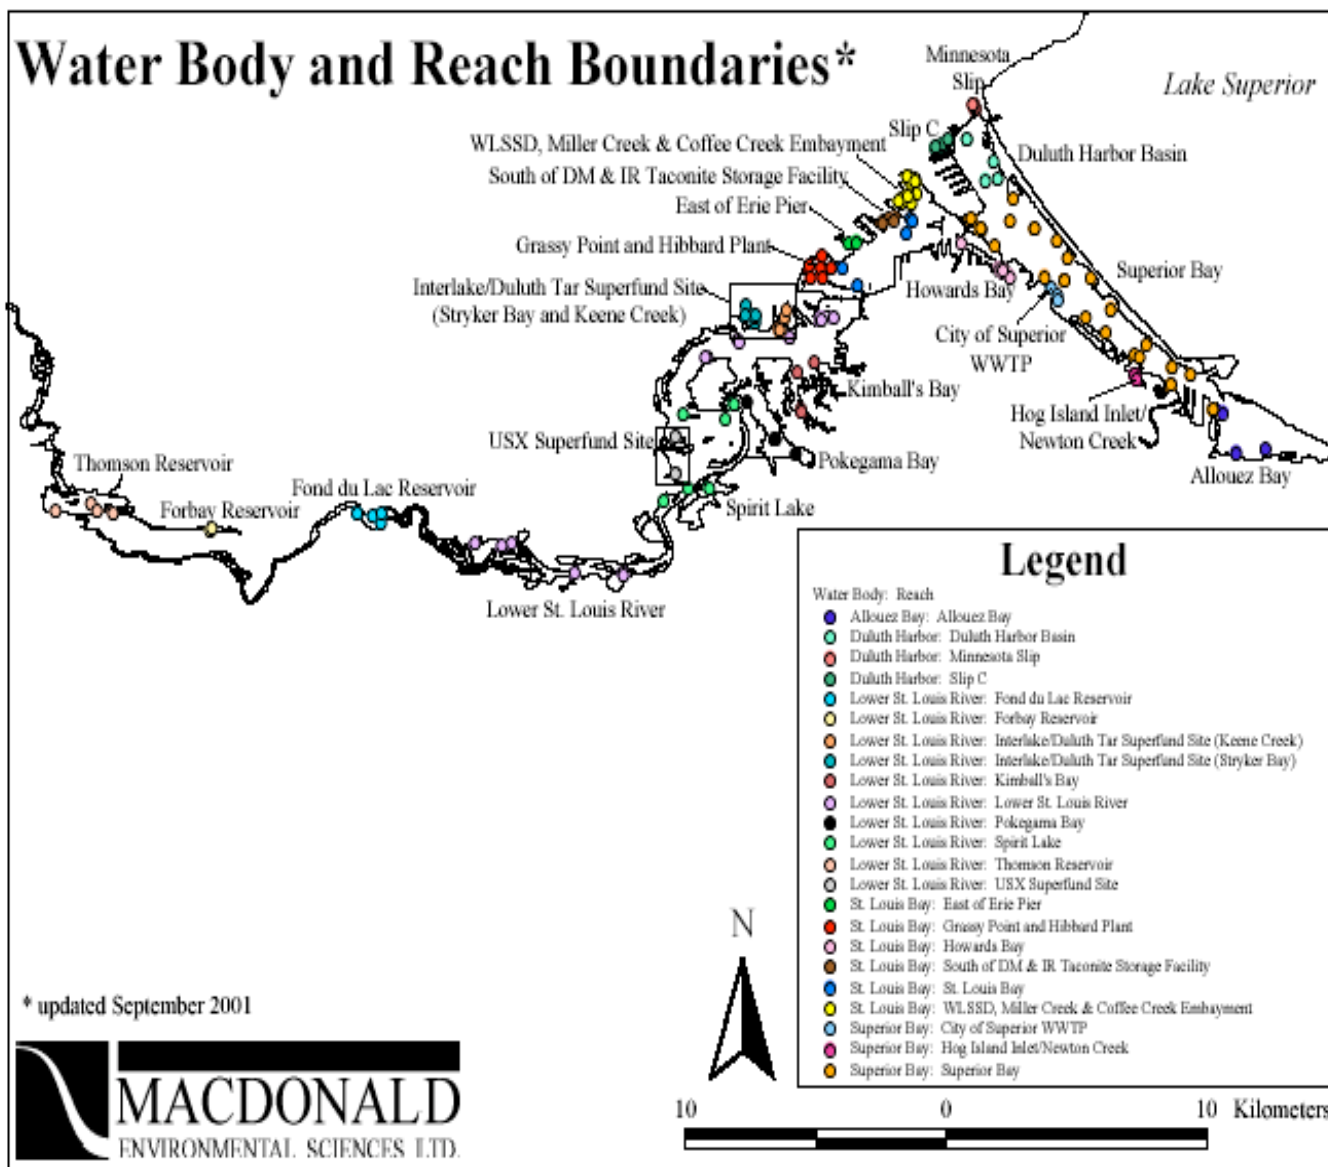 Water Body and Reach Boundaries*
Minnesota
Slip
Lake Superior
Slip C
WLSSD, Miller Creek & Coffee Creek Embayment
Duluth Harbor Basin
South of DM & IR Taconite Storage Facility
East of Erie Pier
Grassy Point and Hibbard Plant
Superior Bay
Interlake/Duluth Tar Superfund Site
(Stryker Bay and Keene Creek)
Howards Bay
City of Superior
WWTP
Kimball's Bay
Hog Island Inlet/
Newton Creek
USX Superfund Site
Pokegama Bay
Allouez Bay
Thomson Reservoir
Fond du Lac Reservoir
Forbay Reservoir
Spirit Lake
Lower St. Louis River
Legend
Water Body: Reach
Allouez Bay: Allouez Bay
Duluth Harbor: Duluth Harbor Basin
Duluth Harbor: Minnesota Slip
Duluth Harbor: Slip C
Lower St. Louis River: Fond du Lac Reservoir
Lower St. Louis River: Forbay Reservoir
Lower St. Louis River: Interlake/Duluth Tar Superfund Site (Keene Creek)
Lower St. Louis River: Interlake/Duluth Tar Superfund Site (Stryker Bay)
Lower St. Louis River: Kimball's Bay
Lower St. Louis River: Lower St. Louis River
Lower St. Louis River: Pokegama Bay
Lower St. Louis River: Spirit Lake
Lower St. Louis River: Thomson Reservoir
Lower St. Louis River: USX Superfund Site
St. Louis Bay: East of Erie Pier
St. Louis Bay: Grassy Point and Hibbard Plant
St. Louis Bay: Howards Bay
St. Louis Bay: South of DM & IR Taconite Storage Facility
St. Louis Bay: St. Louis Bay
St. Louis Bay: WLSSD, Miller Creek & Coffee Creek Embayment
Superior Bay: City of Superior WWTP
Superior Bay: Hog Island Inlet/Newton Creek
Superior Bay: Superior Bay
N
* updated September 2001
MACDONALD
ENVIRONMENTAL SCIENCES LTD.
10 0 10 Kilometers